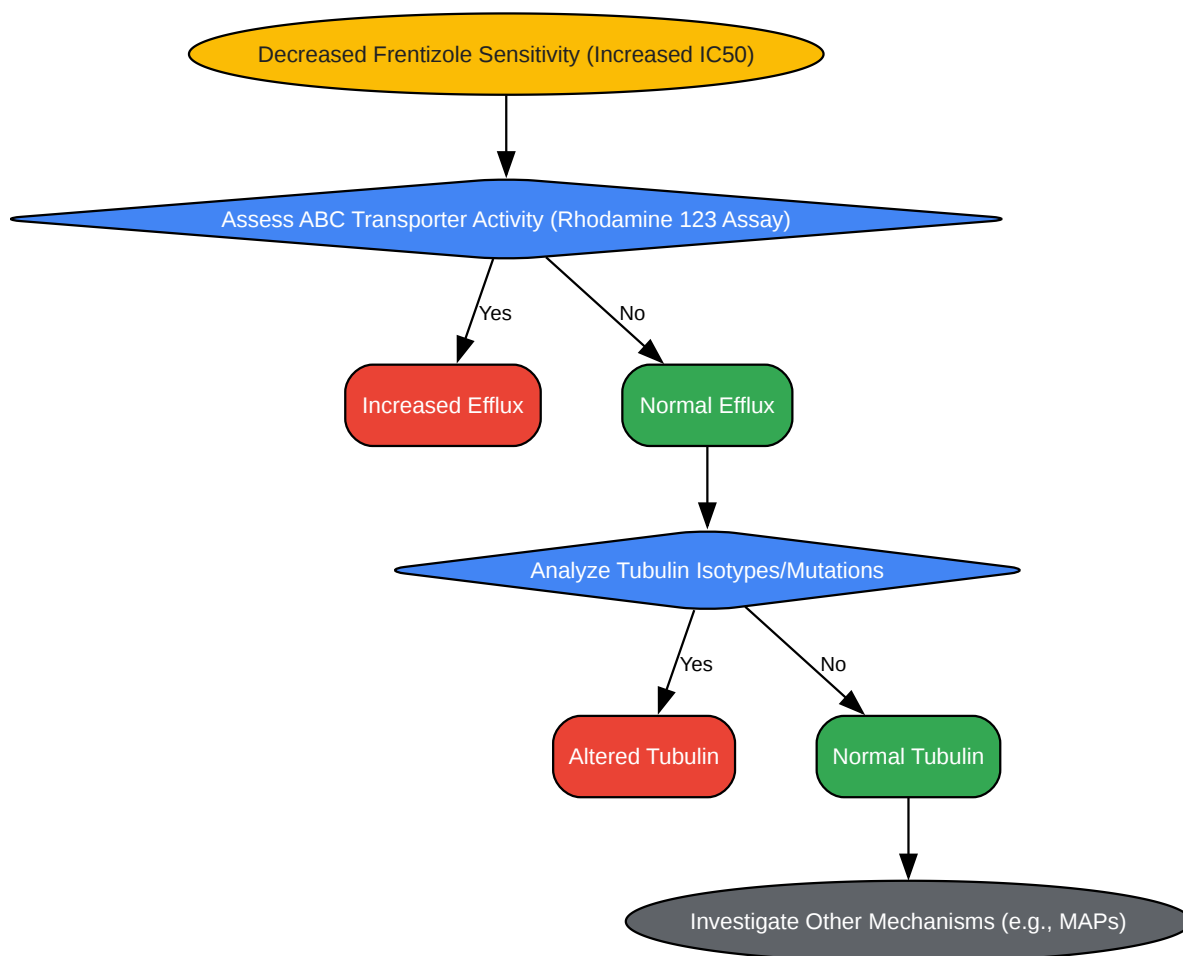 Decreased Frentizole Sensitivity (Increased IC50)
Assess ABC Transporter Activity (Rhodamine 123 Assay)
Yes
No
Increased Efflux
Normal Efflux
Analyze Tubulin Isotypes/Mutations
Yes
No
Altered Tubulin
Normal Tubulin
Investigate Other Mechanisms (e.g., MAPs)